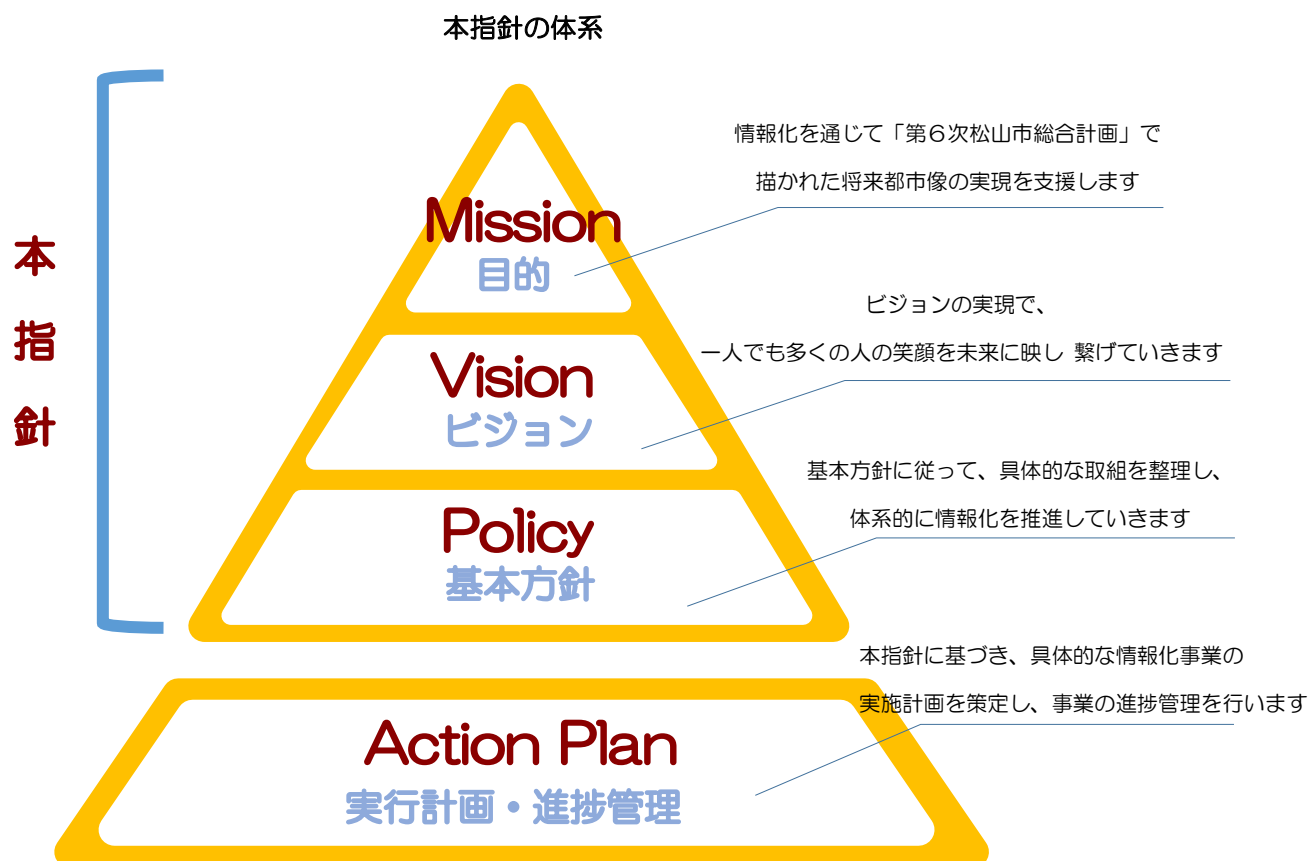 本指針の体系
本指針
情報化を通じて「第６次松山市総合計画」で
描かれた将来都市像の実現を支援します
Mission
目的
ビジョンの実現で、
一人でも多くの人の笑顔を未来に映し 繋げていきます
Vision
ビジョン
基本方針に従って、具体的な取組を整理し、
体系的に情報化を推進していきます
Policy
基本方針
本指針に基づき、具体的な情報化事業の
実施計画を策定し、事業の進捗管理を行います
Action Plan
実行計画・進捗管理